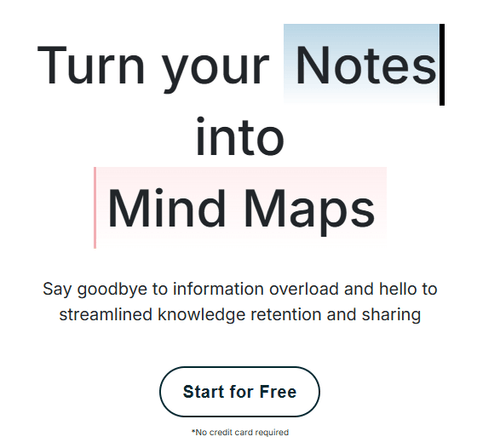 Turn your Notes
into
Mind Maps
Say goodbye to information overload and hello to
streamlined knowledge retention and sharing
Start for Free
*No credit card required